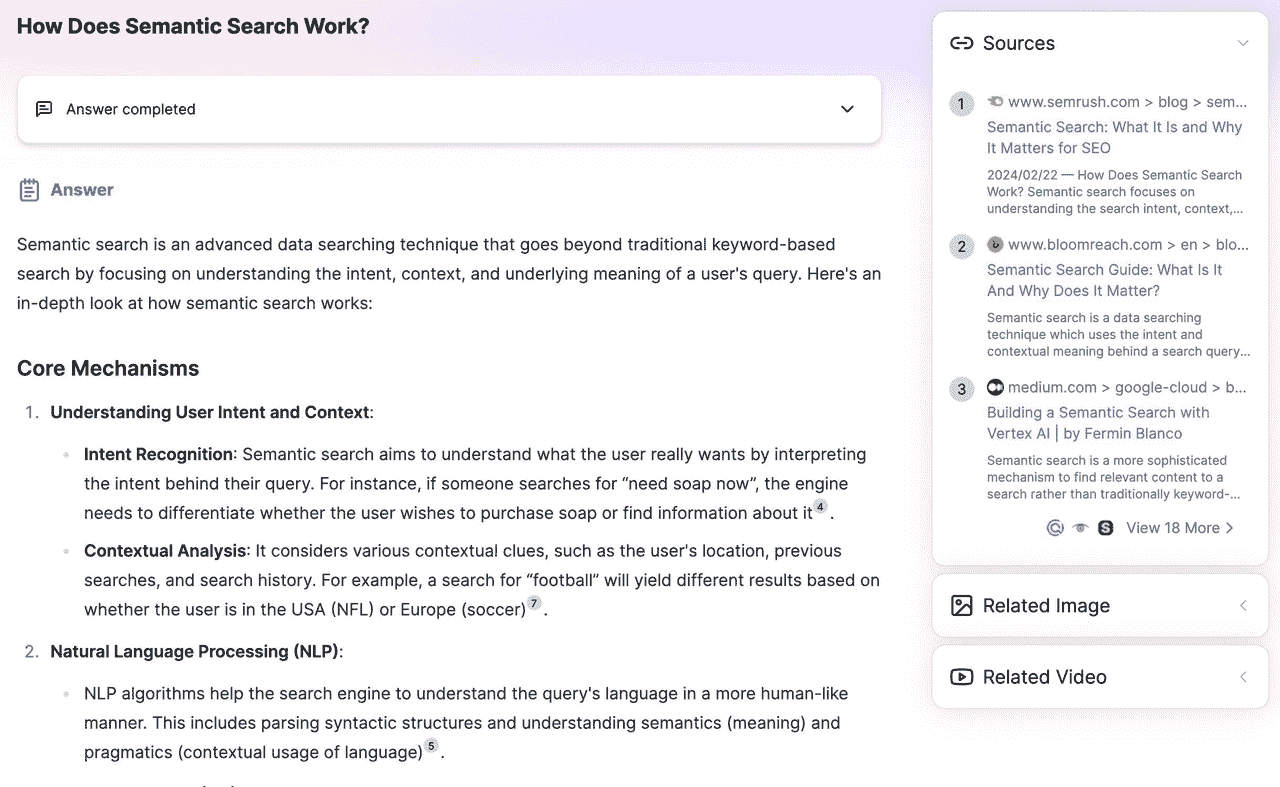 How Does Semantic Search Work?
Answer completed
Answer
Semantic search is an advanced data searching technique that goes beyond traditional keyword-based
search by focusing on understanding the intent, context, and underlying meaning of a user's query. Here's an
in-depth look at how semantic search works:
Core Mechanisms
1. Understanding User Intent and Context:
Intent Recognition: Semantic search aims to understand what the user really wants by interpreting
the intent behind their query. For instance, if someone searches for “need soap now”, the engine
needs to differentiate whether the user wishes to purchase soap or find information about it 4 .
Contextual Analysis: It considers various contextual clues, such as the user's location, previous
searches, and search history. For example, a search for “football” will yield different results based on
whether the user is in the USA (NFL) or Europe (soccer) 7 .
2. Natural Language Processing (NLP):
NLP algorithms help the search engine to understand the query's language in a more human-like
manner. This includes parsing syntactic structures and understanding semantics (meaning) and
pragmatics (contextual usage of language) 5 .
Sources
1 www.semrush.com > blog > sem...
Semantic Search: What It Is and Why
It Matters for SEO
2024/02/22 — How Does Semantic Search
Work? Semantic search focuses on
understanding the search intent, context,...
2 www.bloomreach.com > en > blo...
Semantic Search Guide: What Is It
And Why Does It Matter?
Semantic search is a data searching
technique which uses the intent and
contextual meaning behind a search query...
3 medium.com > google-cloud > b...
Building a Semantic Search with
Vertex AI | by Fermin Blanco
Semantic search is a more sophisticated
mechanism to find relevant content to a
search rather than traditionally keyword-...
View 18 More >
Related Image
Related Video